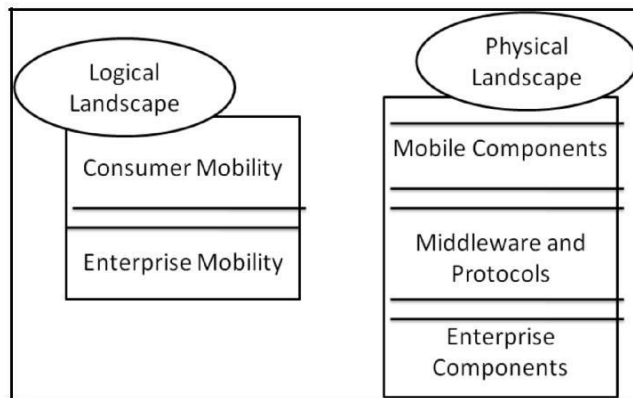 Logical
Landscape
Consumer Mobility
Enterprise Mobility
Physical
Landscape
Mobile Components
Middleware and
Protocols
Enterprise
Components